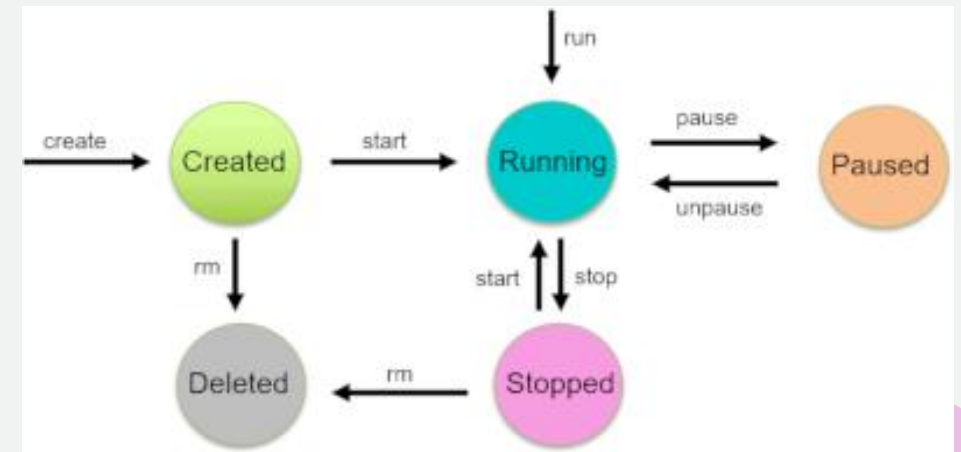 run
create
Created
start
Running
pause
unpause
Paused
rm
start
stop
Deleted
rm
Stopped